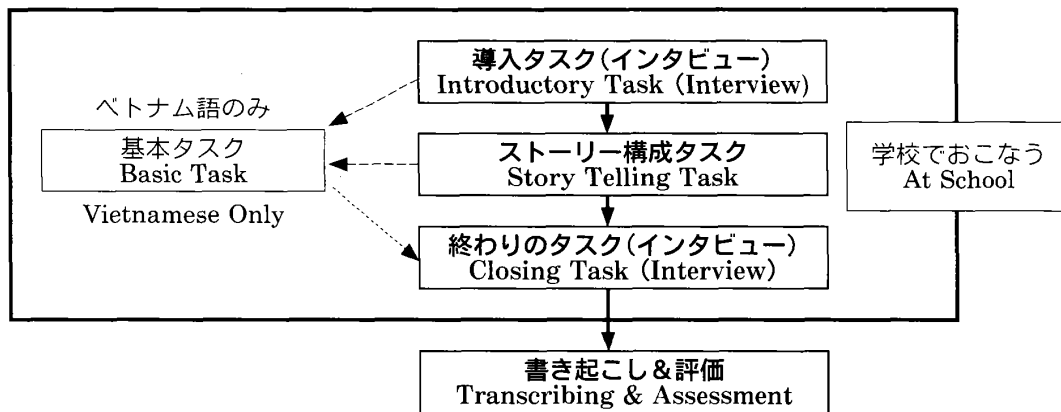 導入タスク(インタビュー)
Introductory Task (Interview)
ベトナム語のみ
基本タスク
Basic Task
Vietnamese Only
ストーリー構成タスク
Story Telling Task
学校でおこなう
At School
終わりのタスク(インタビュー)
Closing Task (Interview)
書き起こし&評価
Transcribing & Assessment